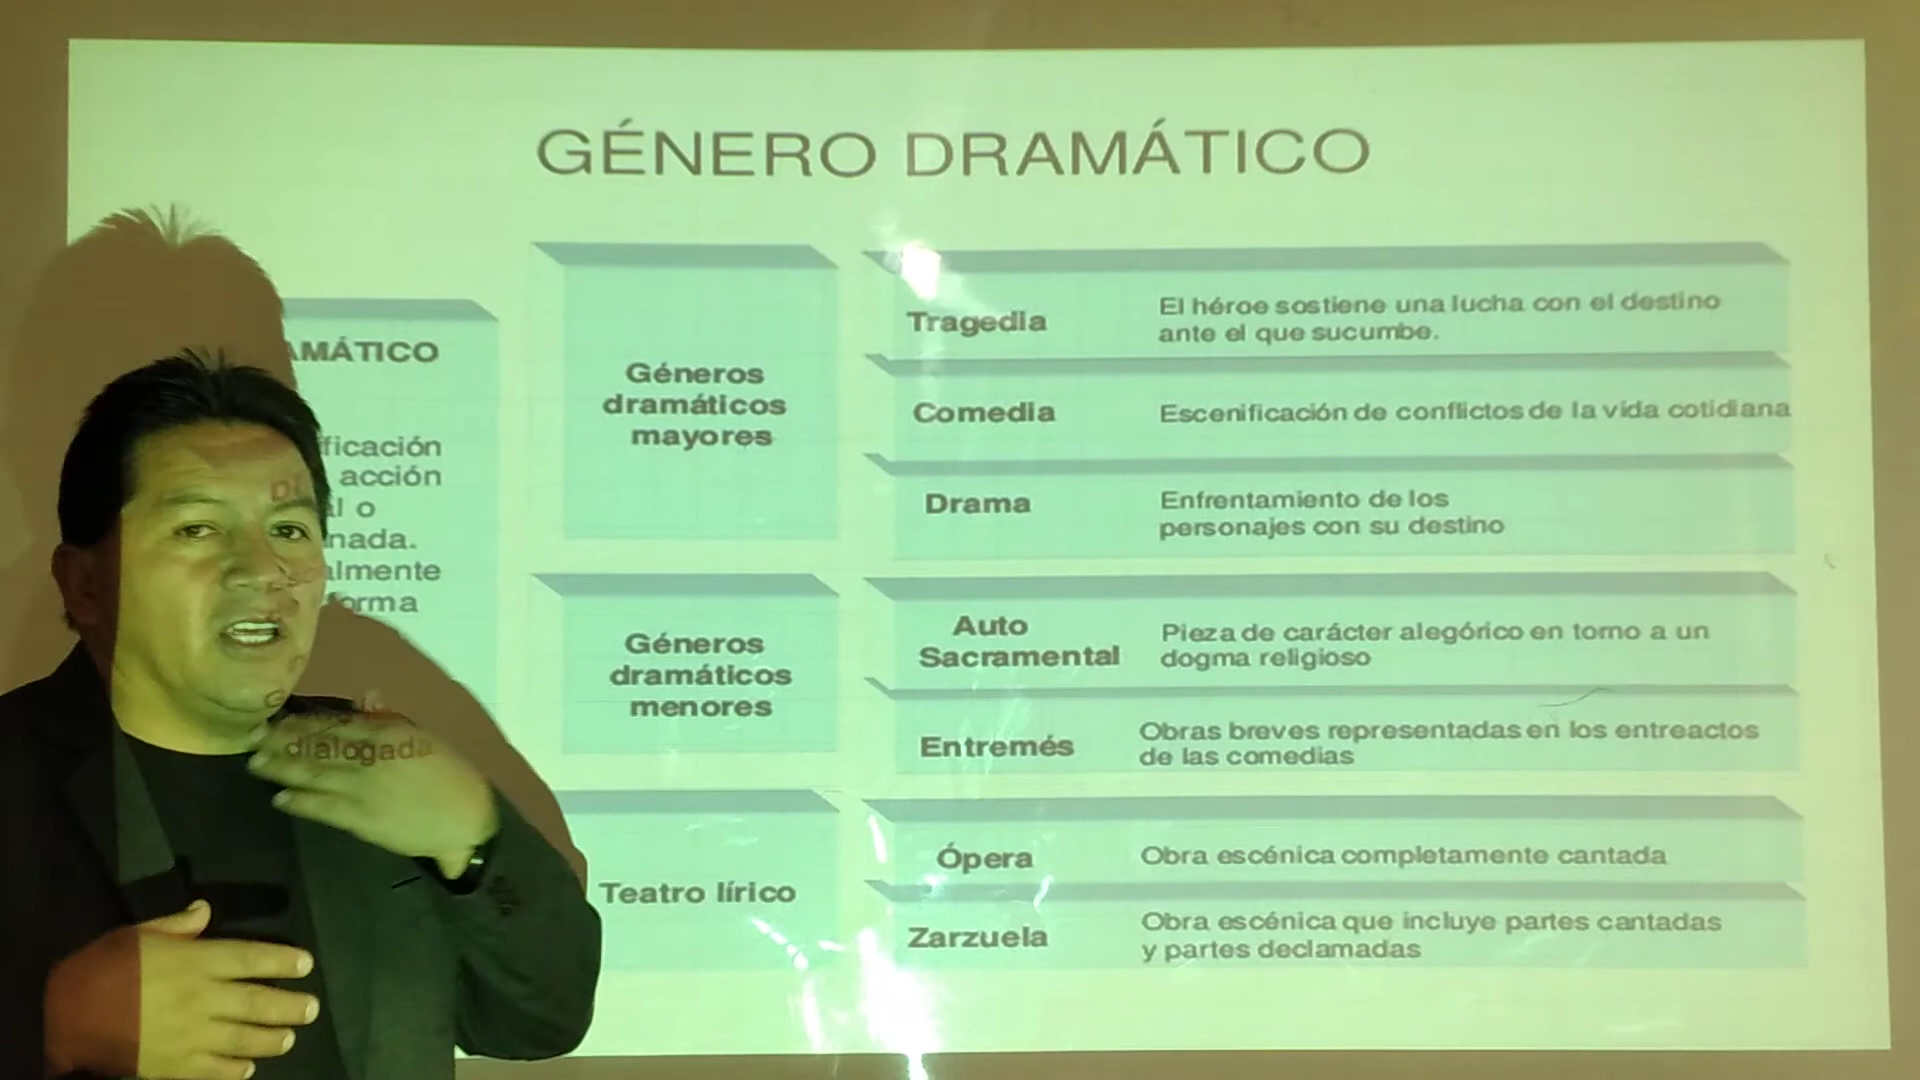 GÉNERO DRAMÁTICO
AMÁTICO
ficación
acción
l o
nada.
almente
forma
dialogada
Géneros
dramáticos
mayores
Tragedia
El héroe sostiene una lucha con el destino
ante el que sucumbe.
Comedia
Escenificación de conflictos de la vida cotidiana
Drama
Enfrentamiento de los
personajes con su destino
Géneros
dramáticos
menores
Auto
Sacramental
Pieza de carácter alegórico en torno a un
dogma religioso
Entremés
Obras breves representadas en los entreactos
de las comedias
Teatro lírico
Ópera
Obra escénica completamente cantada
Zarzuela
Obra escénica que incluye partes cantadas
y partes declamadas